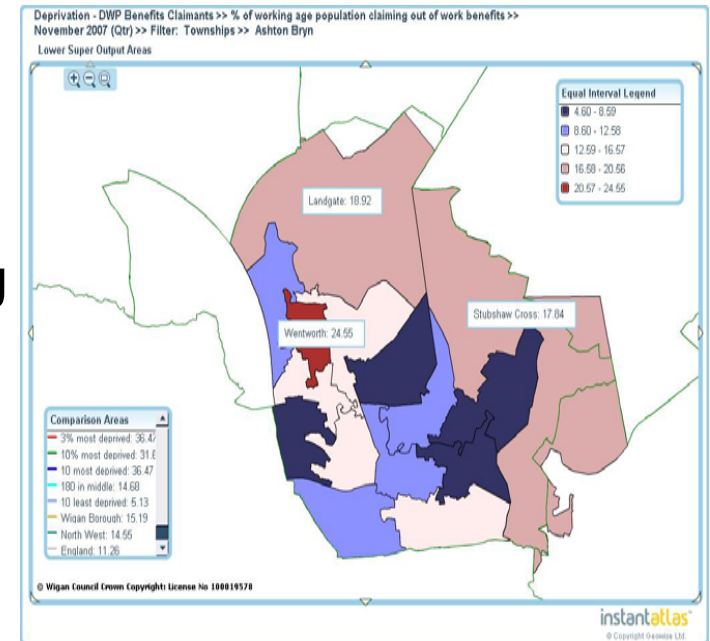 Deprivation - DWP Benefits Claimants >> % of working age population claiming out of work benefits >>
November 2007 (Qtr) >> Filter: Townships >> Ashton Bryn
Lower Super Output Areas
Equal Interval Legend
4.60 - 8.59
8.60 - 12.58
12.59 - 16.57
16.58 - 20.56
20.57 - 24.55
Landgate: 18.92
Stubshaw Cross: 17.84
Wentworth: 24.55
Comparison Areas
3% most deprived: 36.47
10% most deprived: 31.6
10 most deprived: 36.47
180 in middle: 14.68
10 least deprived: 5.13
Wigan Borough: 15.19
North West: 14.55
England: 11.26
© Wigan Council Crown Copyright: License No 100019578
instantatlas
© Copyright Geowise Ltd.